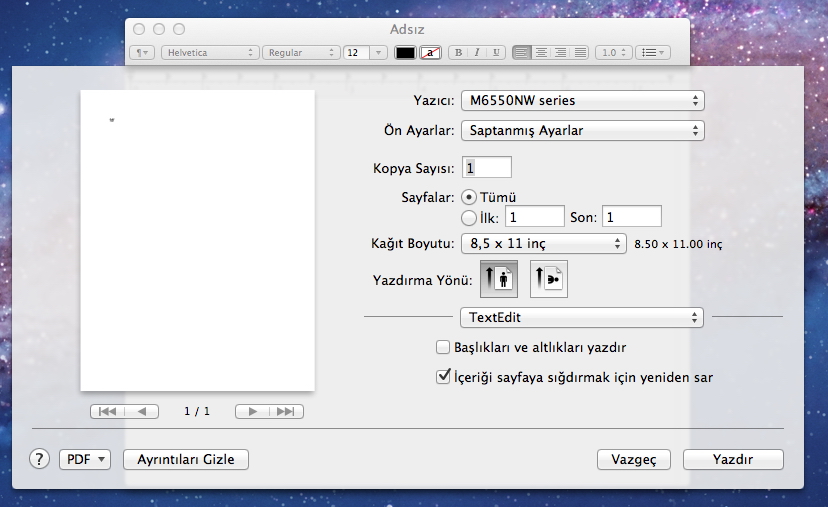 Adsız
Helvetica Regular 12 a B I U 1.0
Yazıcı: M6550NW series
Ön Ayarlar: Saptanmış Ayarlar
Kopya Sayısı: 1
Sayfalar: Tümü
İlk: 1 Son: 1
Kağıt Boyutu: 8,5 x 11 inç 8.50 x 11.00 inç
Yazdırma Yönü:
TextEdit
Başlıkları ve altlıkları yazdır
İçeriği sayfaya sığdırmak için yeniden sar
1 / 1
? PDF Ayrıntıları Gizle Vazgeç Yazdır